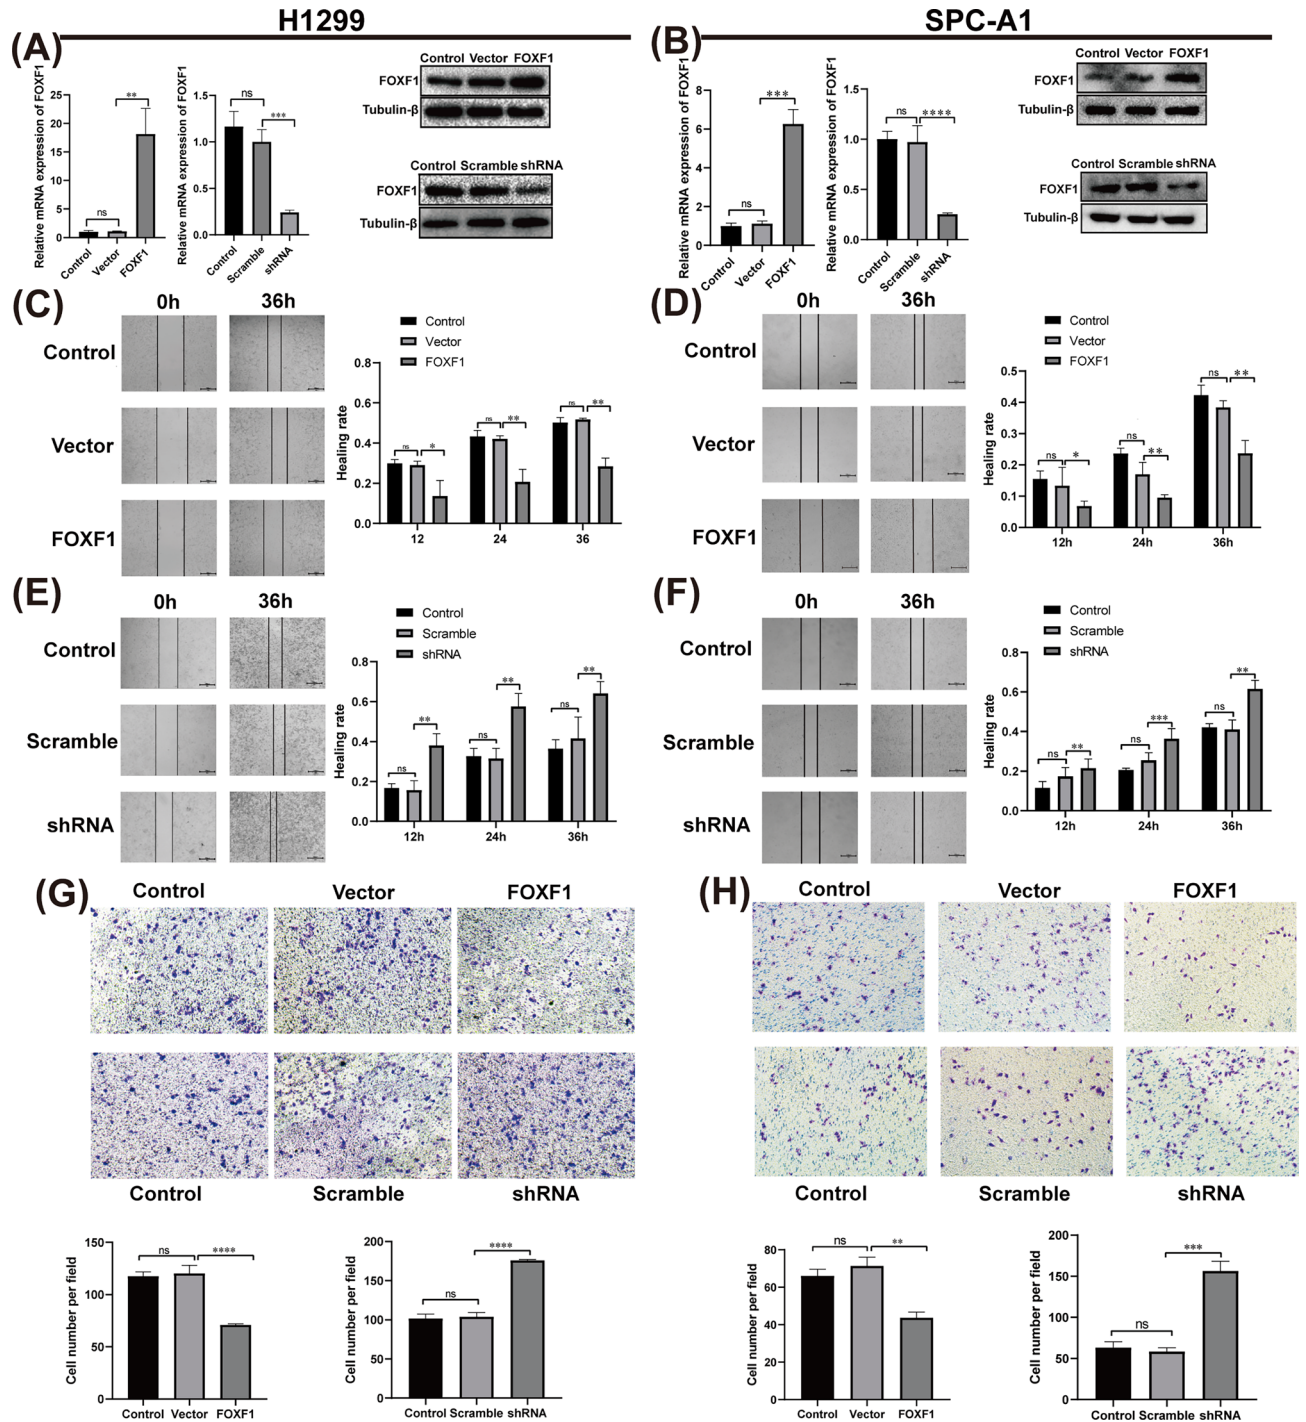 H1299
SPC-A1
(A)
Relative mRNA expression of FOXF1
25
20
15
10
5
0
ns
**
Control
Vector
FOXF1
Relative mRNA expression of FOXF1
1.5
1.0
0.5
0.0
ns
***
Control
Scramble
shRNA
Control Vector FOXF1
FOXF1
Tubulin-β
Control Scramble shRNA
FOXF1
Tubulin-β
(B)
Relative mRNA expression of FOXF1
8
6
4
2
0
ns
***
Control
Vector
FOXF1
Relative mRNA expression of FOXF1
1.5
1.0
0.5
0.0
ns
****
Control
Scramble
shRNA
Control Vector FOXF1
FOXF1
Tubulin-β
Control Scramble shRNA
FOXF1
Tubulin-β
(C)
0h 36h
Control
Vector
FOXF1
Control
Vector
FOXF1
Healing rate
0.8
0.6
0.4
0.2
0.0
ns * ns ** ns **
12 24 36
(D)
0h 36h
Control
Vector
FOXF1
Control
Vector
FOXF1
Healing rate
0.5
0.4
0.3
0.2
0.1
0.0
ns * ns ** ns **
12h 24h 36h
(E)
0h 36h
Control
Scramble
shRNA
Control
Scramble
shRNA
Healing rate
0.8
0.6
0.4
0.2
0.0
ns ** ns ** ns **
12h 24h 36h
(F)
0h 36h
Control
Scramble
shRNA
Control
Scramble
shRNA
Healing rate
0.8
0.6
0.4
0.2
0.0
ns ** ns *** ns **
12h 24h 36h
(G)
Control Vector FOXF1
Control Scramble shRNA
Cell number per field
150
100
50
0
ns ****
Control Vector FOXF1
Cell number per field
200
150
100
50
0
ns ****
Control Scramble shRNA
(H)
Control Vector FOXF1
Control Scramble shRNA
Cell number per field
80
60
40
20
0
ns **
Control Vector FOXF1
Cell number per field
200
150
100
50
0
ns ***
Control Scramble shRNA